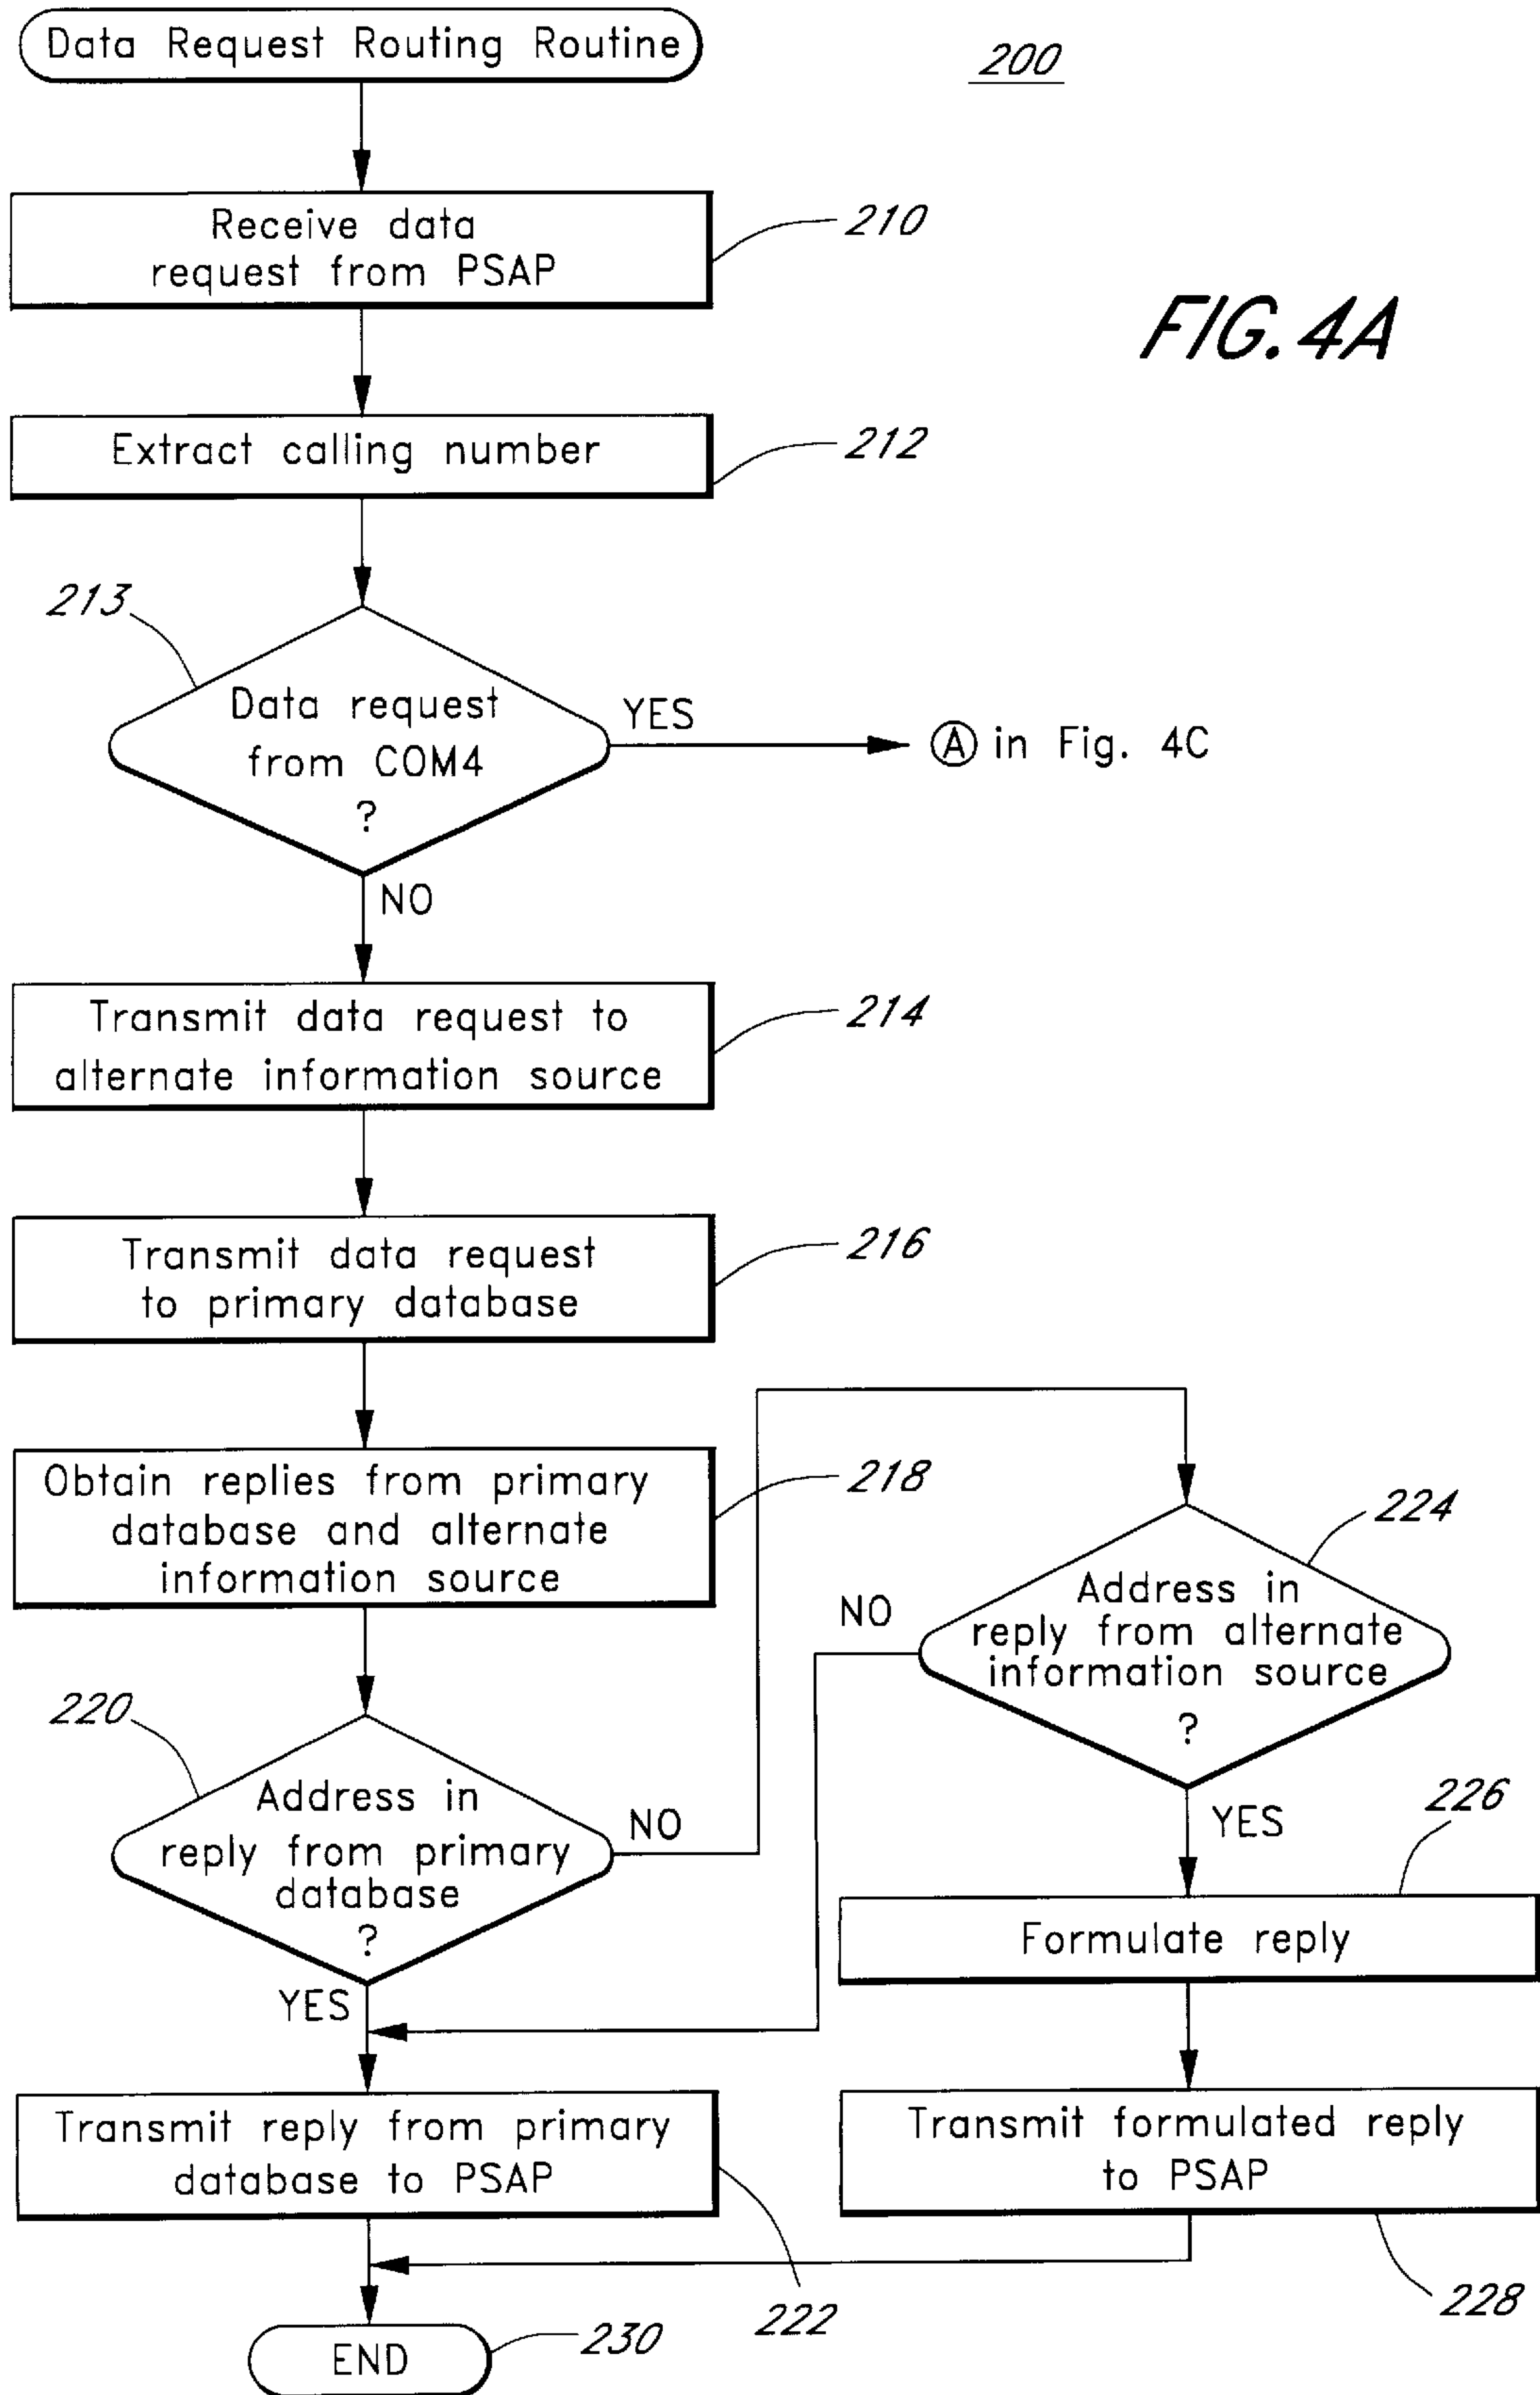 Data Request Routing Routine
200
Receive data
request from PSAP
210
FIG. 4A
Extract calling number
212
213
Data request
from COM4
?
YES
A in Fig. 4C
NO
Transmit data request to
alternate information source
214
Transmit data request
to primary database
216
Obtain replies from primary
database and alternate
information source
218
220
Address in
reply from primary
database
?
NO
YES
224
Address in
reply from alternate
information source
?
NO
YES
226
Formulate reply
Transmit reply from primary
database to PSAP
222
Transmit formulated reply
to PSAP
228
END
230